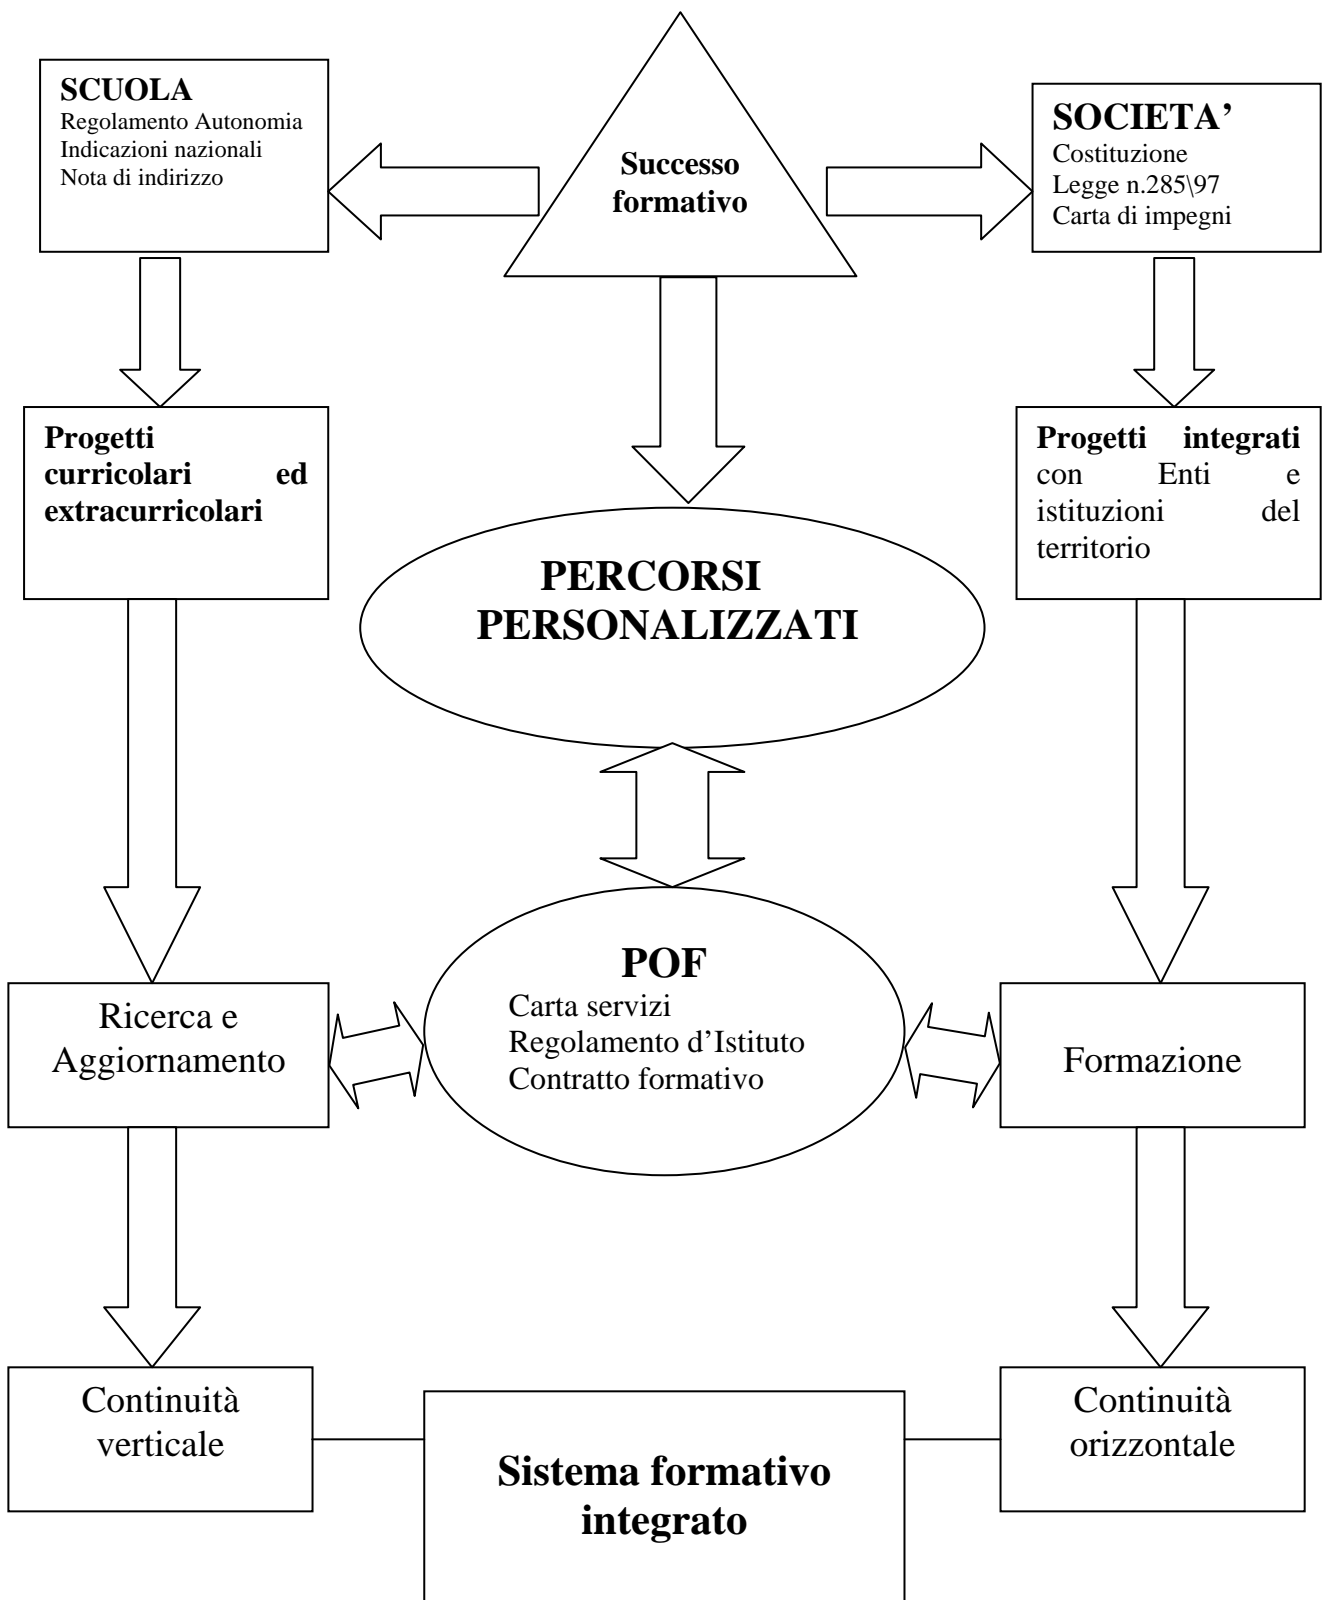 SCUOLA
Regolamento Autonomia
Indicazioni nazionali
Nota di indirizzo
Successo
formativo
SOCIETA’
Costituzione
Legge n.285\97
Carta di impegni
Progetti
curricolari ed
extracurricolari
Progetti integrati
con Enti e
istituzioni del
territorio
PERCORSI
PERSONALIZZATI
POF
Carta servizi
Regolamento d’Istituto
Contratto formativo
Ricerca e
Aggiornamento
Formazione
Continuità
verticale
Sistema formativo
integrato
Continuità
orizzontale